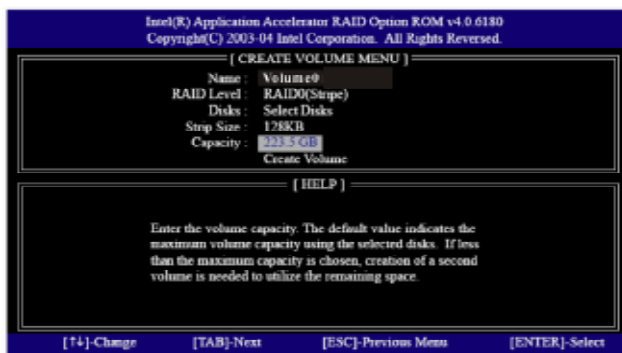 Intel(R) Application Accelerator RAID Option ROM v4.0.6180
Copyright(C) 2003-04 Intel Corporation. All Rights Reversed.
[ CREATE VOLUME MENU ]
Name : Volume0
RAID Level : RAID0(Stripe)
Disks : Select Disks
Strip Size : 128KB
Capacity : 223.5 GB
Create Volume
[ HELP ]
Enter the volume capacity. The default value indicates the
maximum volume capacity using the selected disks. If less
than the maximum capacity is chosen, creation of a second
volume is needed to utilize the remaining space.
[↑↓]-Change [TAB]-Next [ESC]-Previous Menu [ENTER]-Select